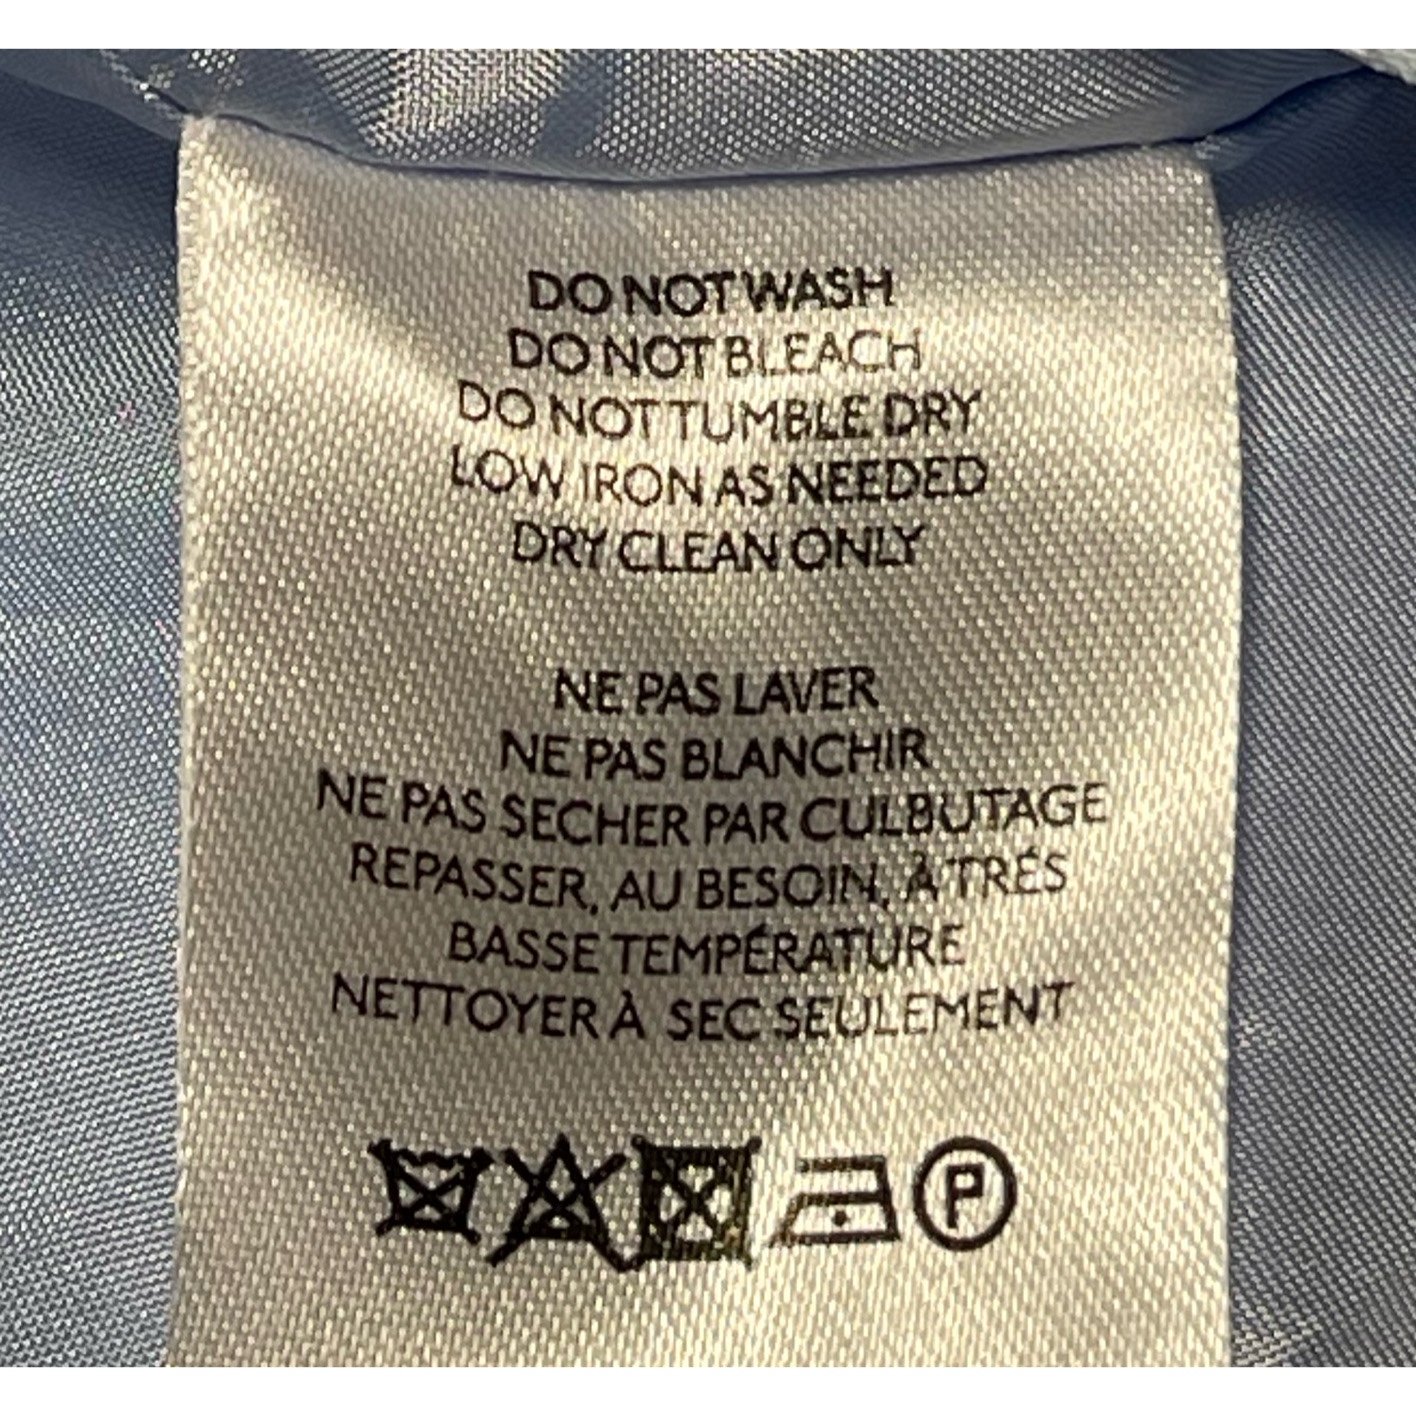 DO NOT WASH
DO NOT BLEACH
DO NOT TUMBLE DRY
LOW IRON AS NEEDED
DRY CLEAN ONLY
NE PAS LAVER
NE PAS BLANCHIR
NE PAS SECHER PAR CULBUTAGE
REPASSER, AU BESOIN, À TRÉS
BASSE TEMPÉRATURE
NETTOYER À SEC SEULEMENT
P